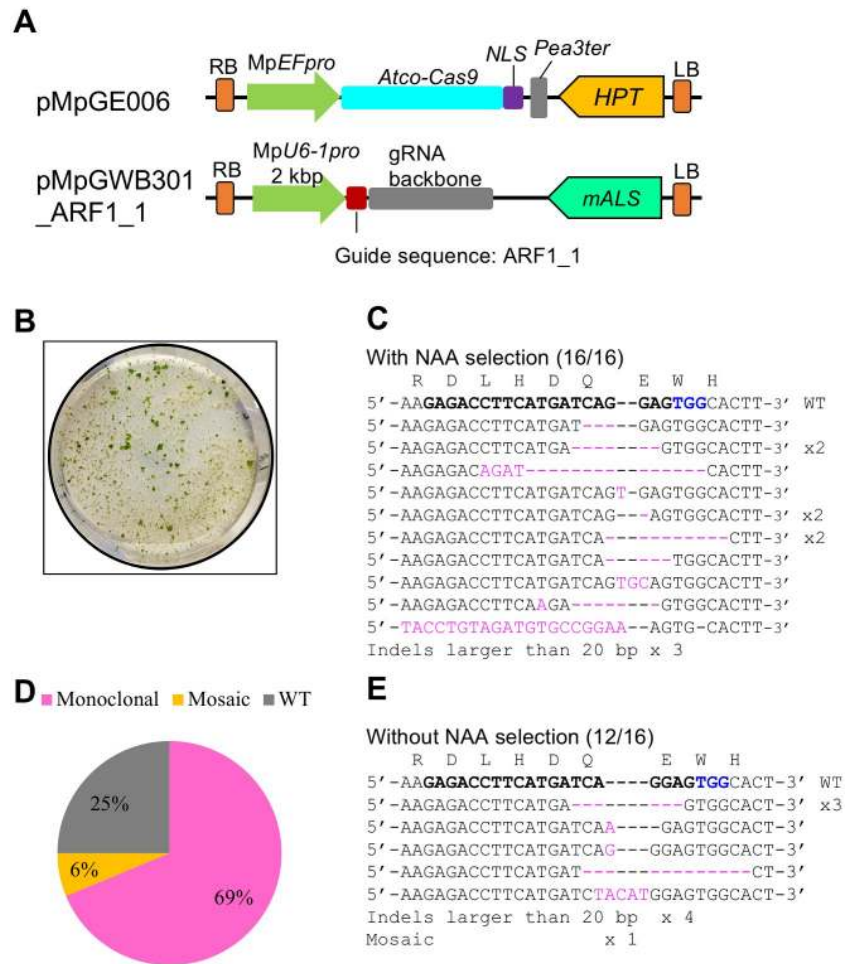 A
RB
MpEFpro
Atco-Cas9
NLS
Pea3ter
LB
pMpGE006
HPT
RB
MpU6-1pro
2 kbp
gRNA
backbone
LB
pMpGWB301
_ARF1_1
mALS
Guide sequence: ARF1_1
B
C
With NAA selection (16/16)
R D L H D Q E W H
5'-AAGAGACCTTCATGATCAG--GAGTGGCACTT-3' WT
5'-AAGAGACCTTCATGAT-----GAGTGGCACTT-3'
5'-AAGAGACCTTCATGA--------GTGGCACTT-3' x2
5'-AAGAGACAGAT-----------------CACTT-3'
5'-AAGAGACCTTCATGATCAGT-GAGTGGCACTT-3'
5'-AAGAGACCTTCATGATCAG---AGTGGCACTT-3' x2
5'-AAGAGACCTTCATGATCA-----------CTT-3' x2
5'-AAGAGACCTTCATGATCA------TGGCACTT-3'
5'-AAGAGACCTTCATGATCAGTGCAGTGGCACTT-3'
5'-AAGAGACCTTCAAGA--------GTGGCACTT-3'
5'-TACCTGTAGATGTGCCGGAA--AGTG-CACTT-3'
Indels larger than 20 bp x 3
D
Monoclonal Mosaic WT
25%
6%
69%
E
Without NAA selection (12/16)
R D L H D Q E W H
5'-AAGAGACCTTCATGATCA----GGAGTGGCACT-3' WT
5'-AAGAGACCTTCATGA----------GTGGCACT-3' x3
5'-AAGAGACCTTCATGATCAA----GAGTGGCACT-3'
5'-AAGAGACCTTCATGATCAG---GGAGTGGCACT-3'
5'-AAGAGACCTTCATGAT---------------CT-3'
5'-AAGAGACCTTCATGATCTACATGGAGTGGCACT-3'
Indels larger than 20 bp x 4
Mosaic x 1